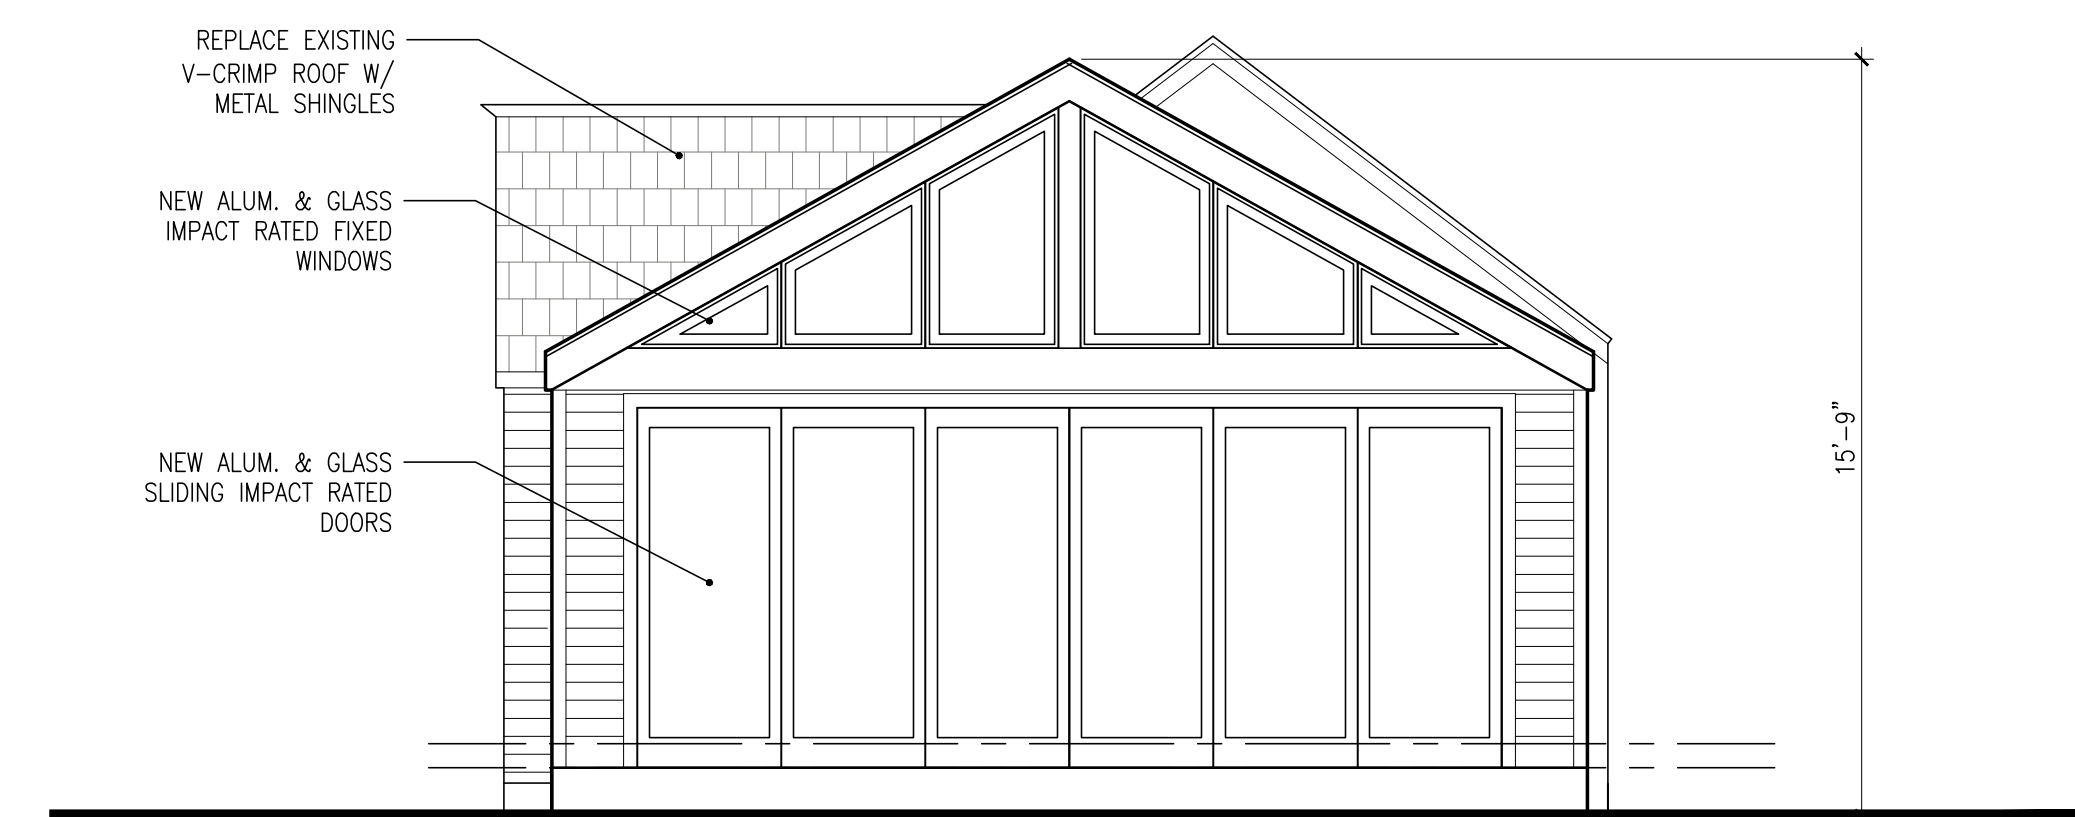 REPLACE EXISTING
V-CRIMP ROOF W/
METAL SHINGLES
NEW ALUM. & GLASS
IMPACT RATED FIXED
WINDOWS
NEW ALUM. & GLASS
SLIDING IMPACT RATED
DOORS
15'-9"